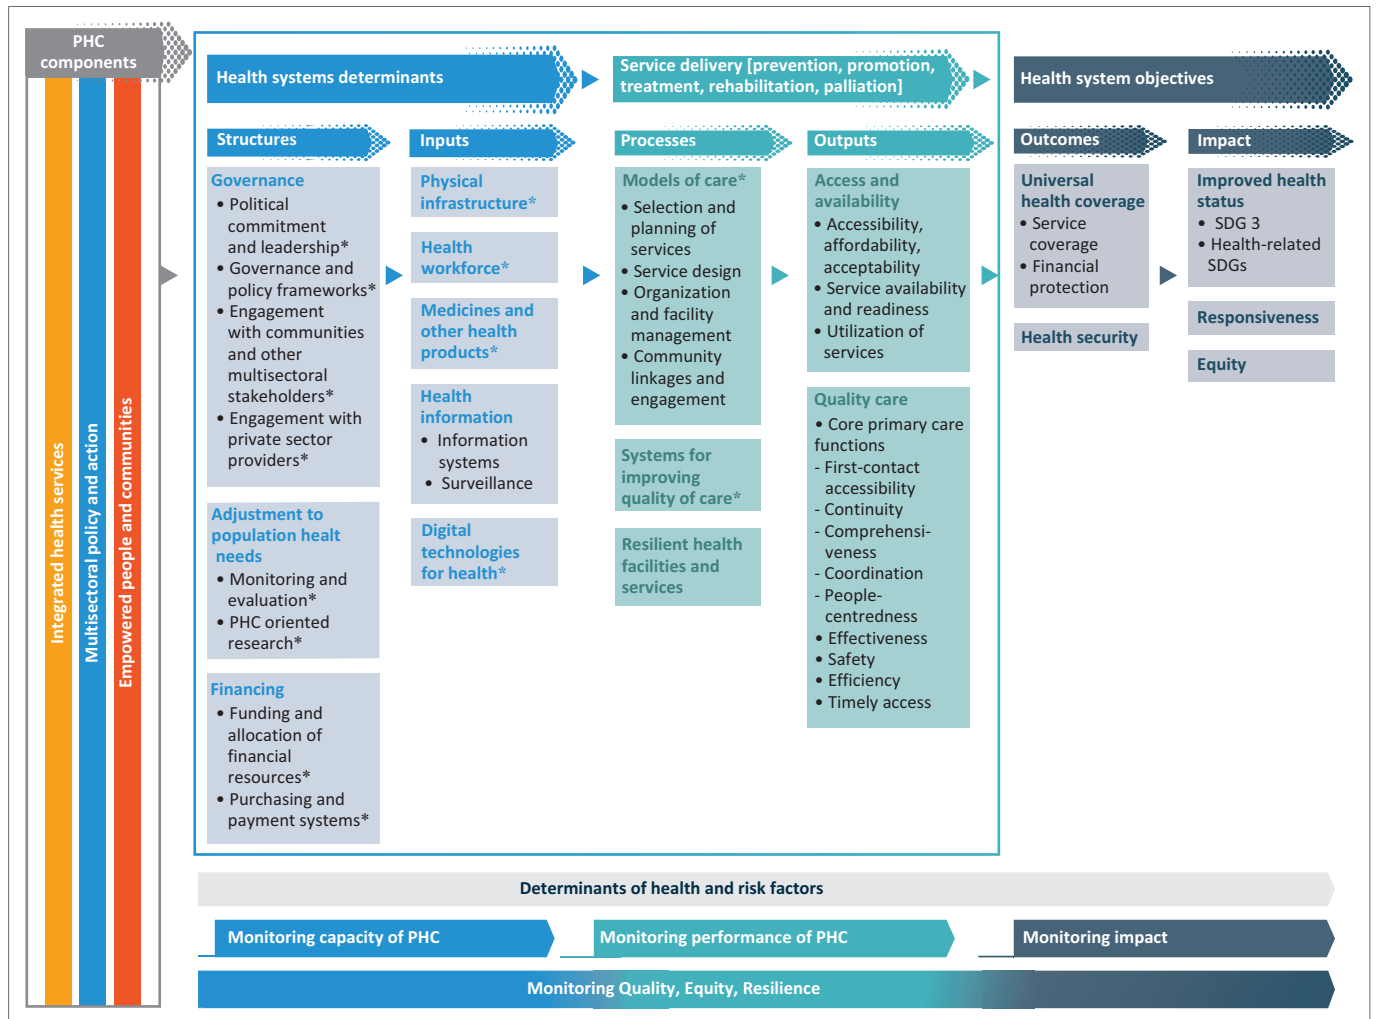 PHC
components
Integrated health services
Multisectoral policy and action
Empowered people and communities
Health systems determinants
Service delivery [prevention, promotion,
treatment, rehabilitation, palliation]
Health system objectives
Structures
Governance
• Political
commitment
and leadership*
• Governance and
policy frameworks*
• Engagement
with communities
and other
multisectoral
stakeholders*
• Engagement with
private sector
providers*
Adjustment to
population healt
needs
• Monitoring and
evaluation*
• PHC oriented
research*
Financing
• Funding and
allocation of
financial
resources*
• Purchasing and
payment systems*
Inputs
Physical
infrastructure*
Health
workforce*
Medicines and
other health
products*
Health
information
• Information
systems
• Surveillance
Digital
technologies
for health*
Processes
Models of care*
• Selection and
planning of
services
• Service design
• Organization
and facility
management
• Community
linkages and
engagement
Systems for
improving
quality of care*
Resilient health
facilities and
services
Outputs
Access and
availability
• Accessibility,
affordability,
acceptability
• Service availability
and readiness
• Utilization of
services
Quality care
• Core primary care
functions
- First-contact
accessibility
- Continuity
- Comprehensi-
veness
- Coordination
- People-
centredness
• Effectiveness
• Safety
• Efficiency
• Timely access
Outcomes
Universal
health coverage
• Service
coverage
• Financial
protection
Health security
Impact
Improved health
status
• SDG 3
• Health-related
SDGs
Responsiveness
Equity
Determinants of health and risk factors
Monitoring capacity of PHC
Monitoring performance of PHC
Monitoring impact
Monitoring Quality, Equity, Resilience